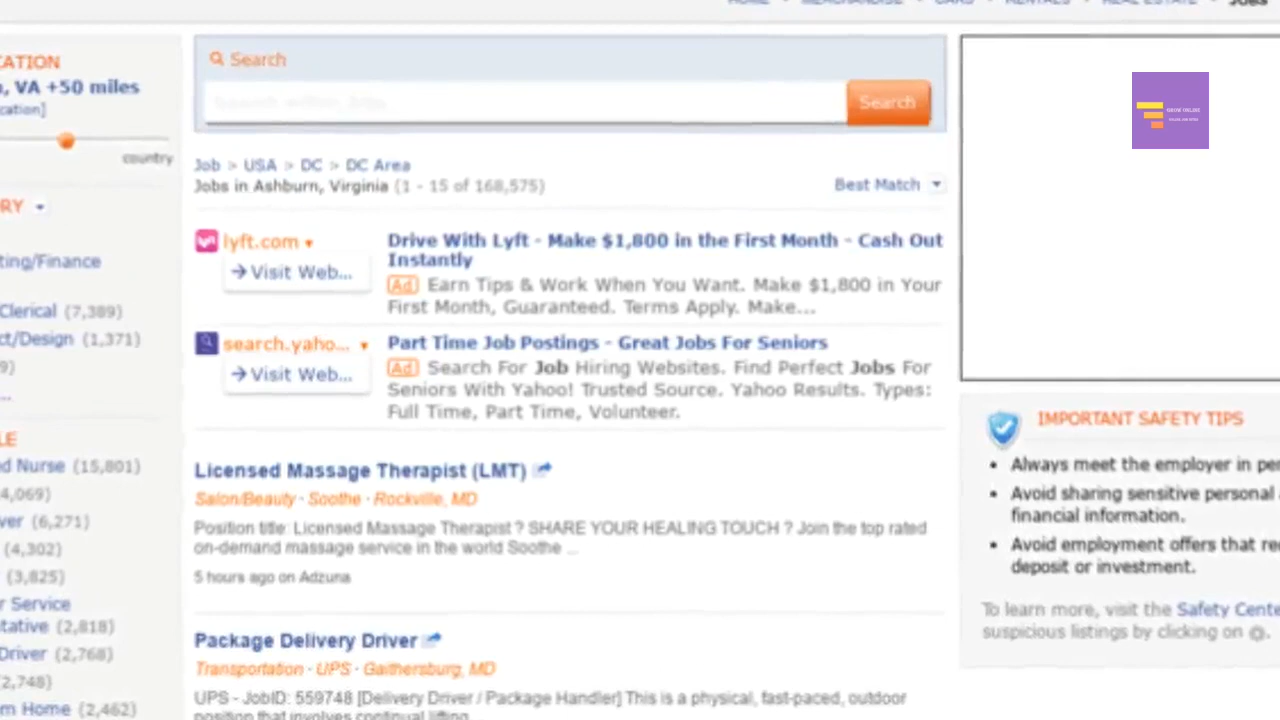 HOME • MERCHANDISE • CARS • RENTALS • REAL ESTATE • Jobs
CATION
, VA +50 miles
cation]
country
RY
ting/Finance
Clerical (7,389)
ct/Design (1,371)
9)
...
LE
d Nurse (15,801)
4,069)
ver (6,271)
(4,302)
(3,825)
r Service
tative (2,818)
Driver (2,768)
2,748)
m Home (2,462)
Search
Search
Job > USA > DC > DC Area
Jobs in Ashburn, Virginia (1 - 15 of 168,575)
Best Match
lyft.com
→ Visit Web...
Drive With Lyft - Make $1,800 in the First Month - Cash Out
Instantly
Ad Earn Tips & Work When You Want. Make $1,800 in Your
First Month, Guaranteed. Terms Apply. Make...
search.yaho...
→ Visit Web...
Part Time Job Postings - Great Jobs For Seniors
Ad Search For Job Hiring Websites. Find Perfect Jobs For
Seniors With Yahoo! Trusted Source. Yahoo Results. Types:
Full Time, Part Time, Volunteer.
Licensed Massage Therapist (LMT)
Salon/Beauty · Soothe · Rockville, MD
Position title: Licensed Massage Therapist ? SHARE YOUR HEALING TOUCH ? Join the top rated
on-demand massage service in the world Soothe ...
5 hours ago on Adzuna
Package Delivery Driver
Transportation · UPS · Gaithersburg, MD
UPS - JobID: 559748 [Delivery Driver / Package Handler] This is a physical, fast-paced, outdoor
position that involves continual lifting,
IMPORTANT SAFETY TIPS
• Always meet the employer in pe
• Avoid sharing sensitive personal a
financial information.
• Avoid employment offers that re
deposit or investment.
To learn more, visit the Safety Cente
suspicious listings by clicking on